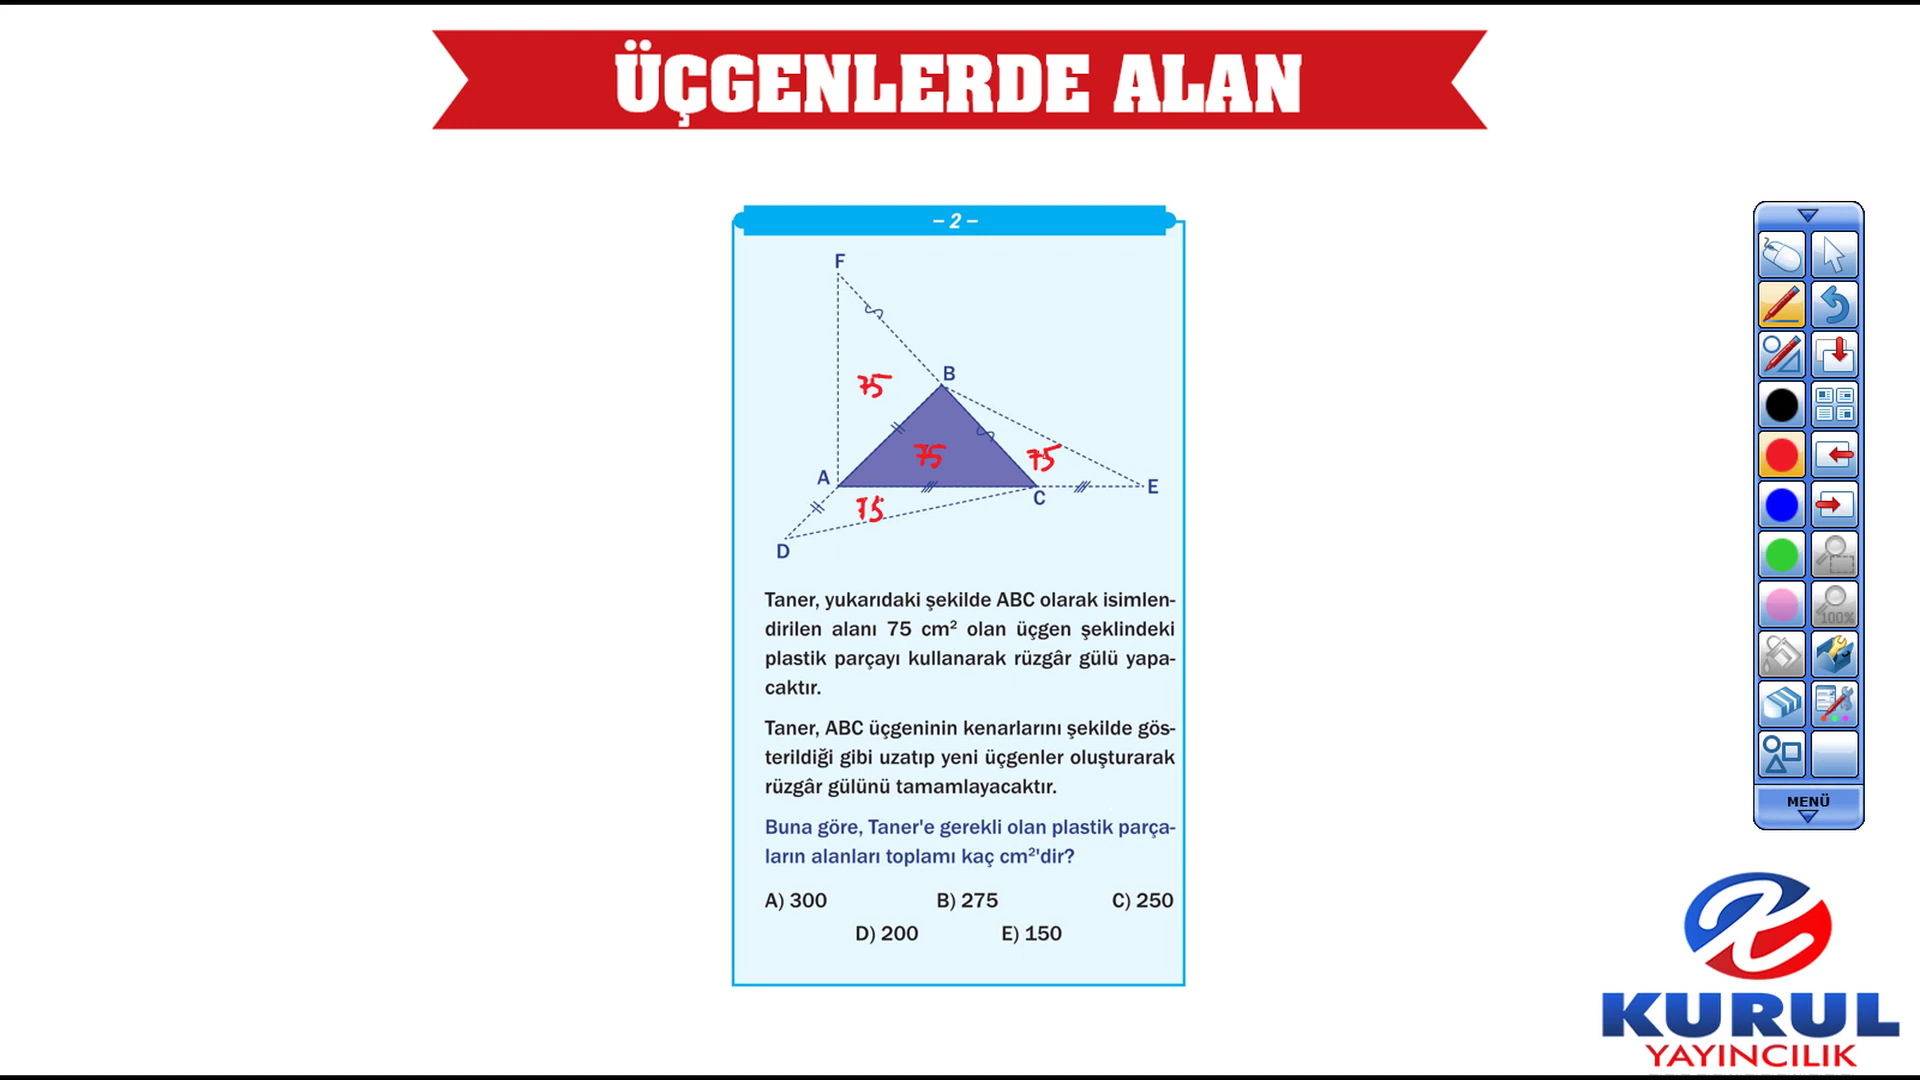 ÜÇGENLERDE ALAN
– 2 –
F
75
B
75
75
A
C
E
75
D
Taner, yukarıdaki şekilde ABC olarak isimlen-
dirilen alanı 75 cm² olan üçgen şeklindeki
plastik parçayı kullanarak rüzgâr gülü yapa-
caktır.
Taner, ABC üçgeninin kenarlarını şekilde gös-
terildiği gibi uzatıp yeni üçgenler oluşturarak
rüzgâr gülünü tamamlayacaktır.
Buna göre, Taner'e gerekli olan plastik parça-
ların alanları toplamı kaç cm²'dir?
A) 300 B) 275 C) 250
D) 200 E) 150
100%
MENÜ
KURUL
YAYINCILIK